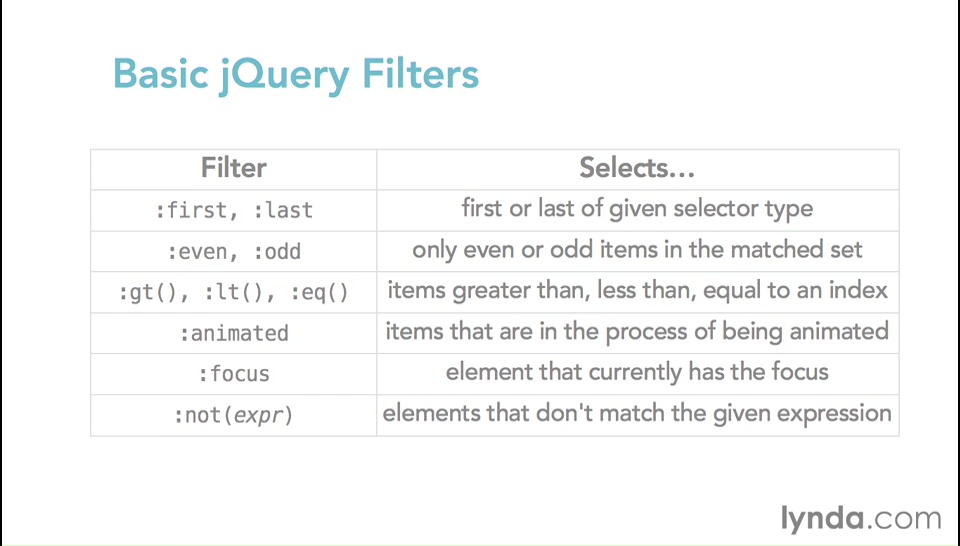 Basic jQuery Filters
Filter Selects...
:first, :last first or last of given selector type
:even, :odd only even or odd items in the matched set
:gt(), :lt(), :eq() items greater than, less than, equal to an index
:animated items that are in the process of being animated
:focus element that currently has the focus
:not(expr) elements that don't match the given expression
lynda.com